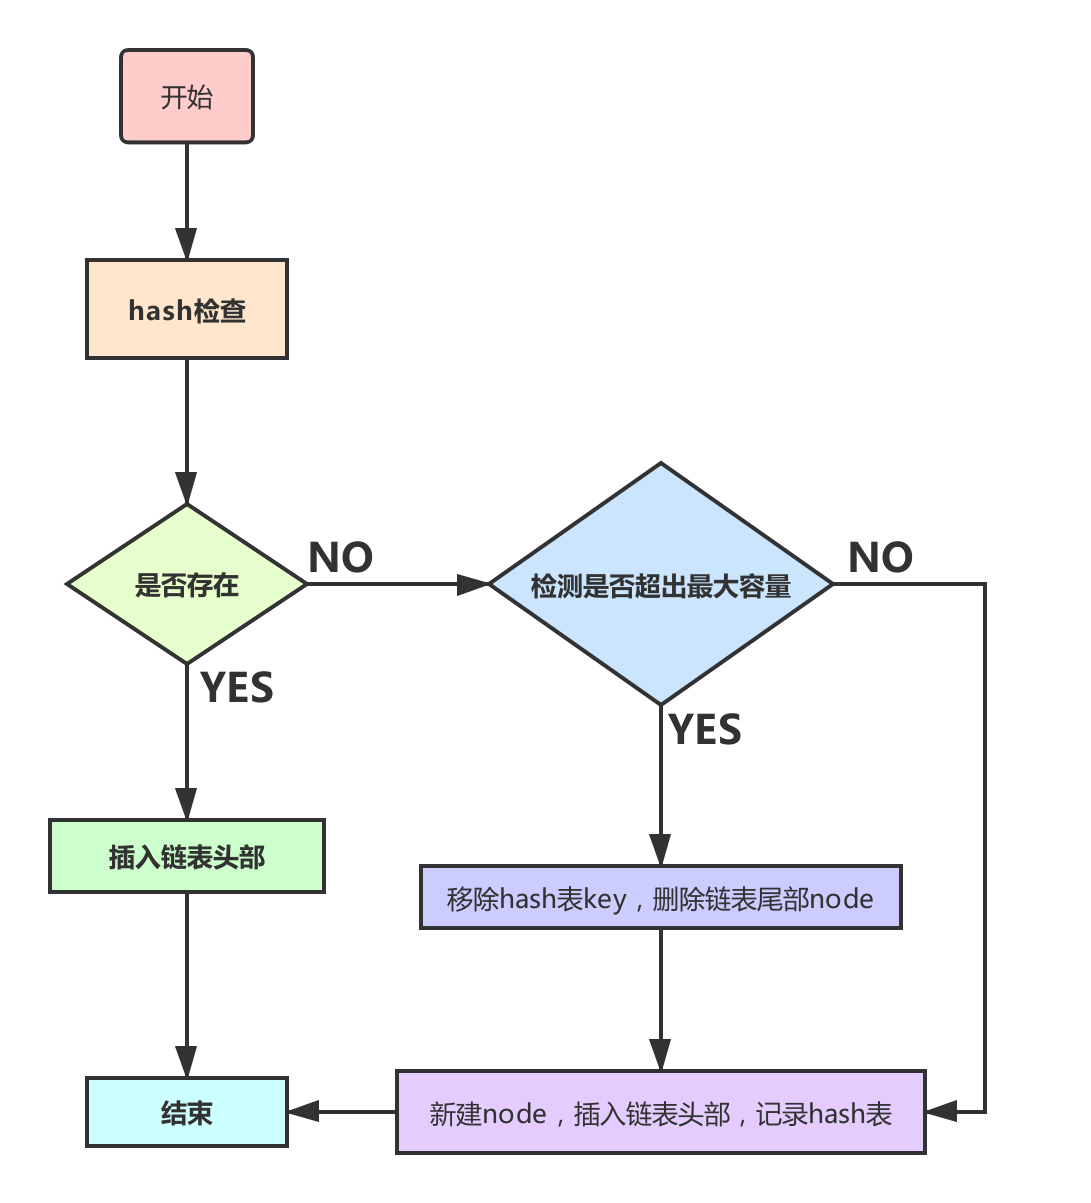 开始
hash检查
是否存在
NO
检测是否超出最大容量
NO
YES
YES
插入链表头部
移除hash表key，删除链表尾部node
结束
新建node，插入链表头部，记录hash表